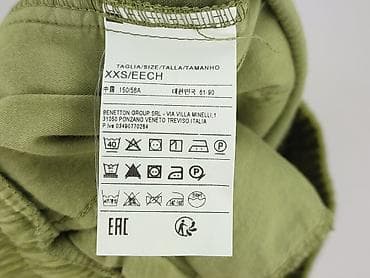 TAGLIA/SIZE/TALLA/TAMANHO
XXS/EECH
中国 150/58A 대한민국 61-90
BENETTON GROUP SRL - VIA VILLA MINELLI,1
31050 PONZANO VENETO TREVISO ITALIA
P.Iva 03490770264
40 P
EAC